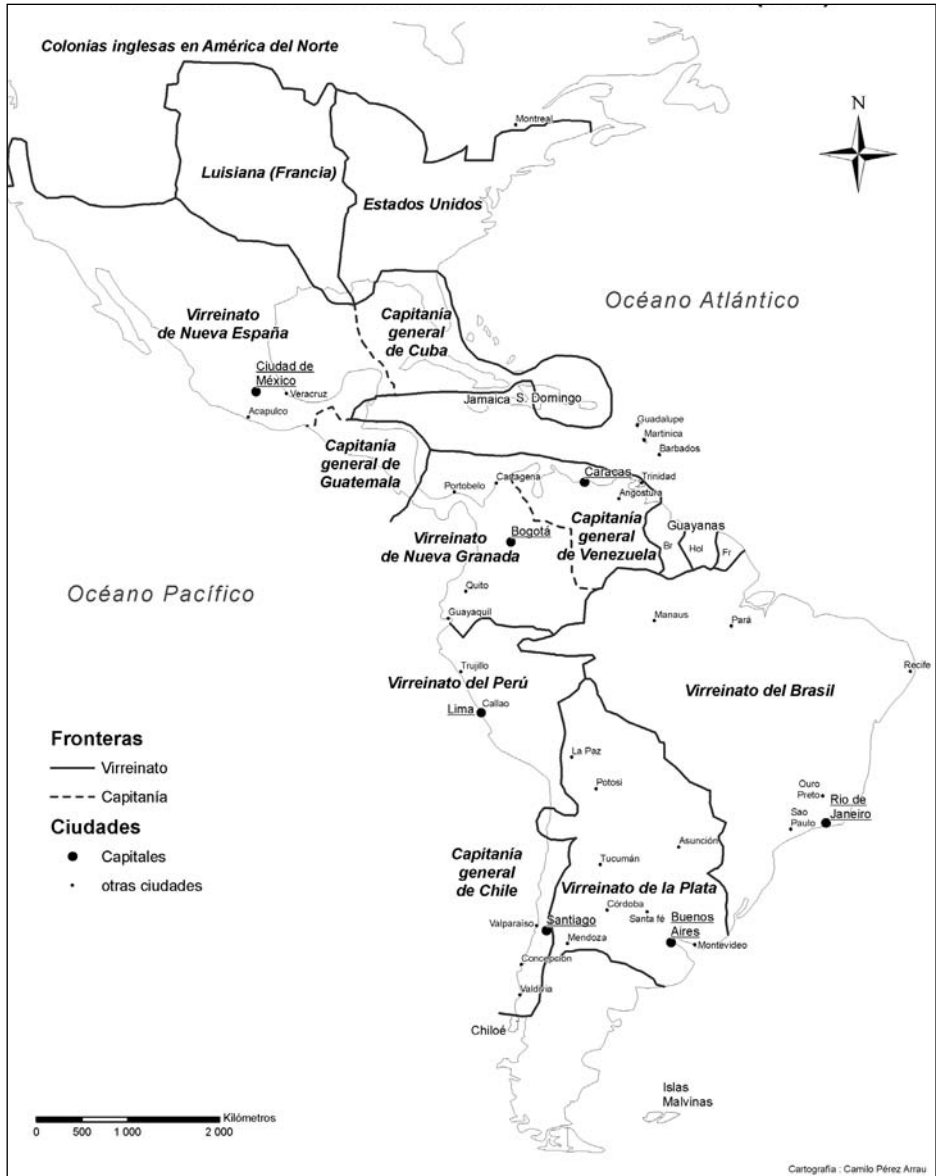 Colonias inglesas en América del Norte
Montreal
N
Luisiana (Francia)
Estados Unidos
Océano Atlántico
Virreinato
de Nueva España
Capitanía
general
de Cuba
Ciudad de
México
Veracruz
Acapulco
Jamaica
S. Domingo
Guadalupe
Martinica
Barbados
Capitanía
general de
Guatemala
Portobelo
Cartagena
Caracas
Trinidad
Angostura
Capitanía
general
de Venezuela
Guayanas
Br
Hol
Fr
Bogotá
Virreinato
de Nueva Granada
Océano Pacífico
Quito
Guayaquil
Manaus
Pará
Recife
Trujillo
Virreinato del Perú
Virreinato del Brasil
Lima
Callao
Fronteras
Virreinato
Capitanía
Ciudades
Capitales
otras ciudades
La Paz
Potosi
Ouro
Preto
Rio de
Janeiro
Sao
Paulo
Asunción
Tucumán
Capitanía
general
de Chile
Virreinato de la Plata
Córdoba
Santa fé
Buenos
Aires
Valparaíso
Santiago
Mendoza
Montevideo
Concepción
Valdivia
Chiloé
Islas
Malvinas
Kilómetros
0 500 1 000 2 000
Cartografía : Camilo Pérez Arrau